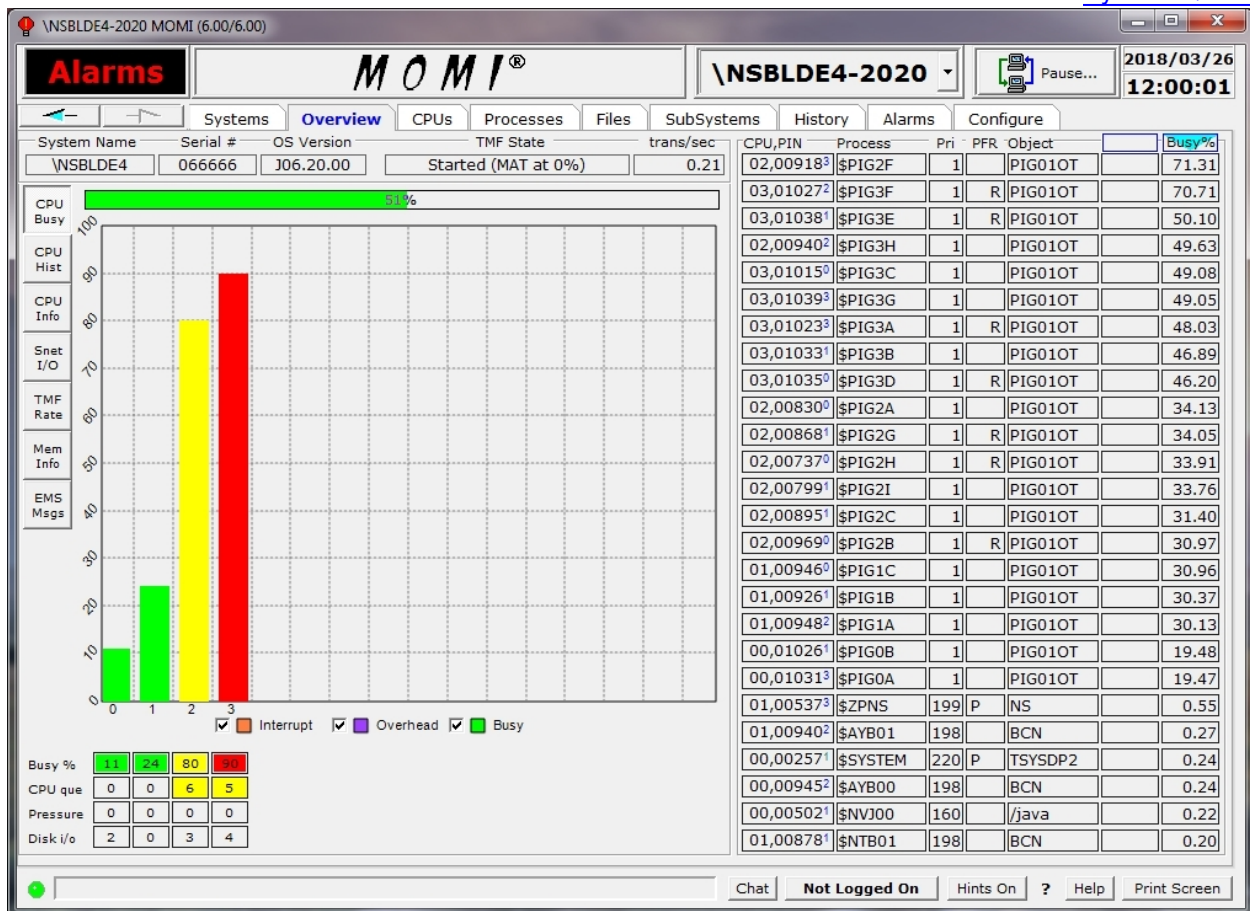 \NSBLDE4-2020 MOMI (6.00/6.00)
Alarms
MOMI®
\NSBLDE4-2020
Pause...
2018/03/26
12:00:01
Systems Overview CPUs Processes Files SubSystems History Alarms Configure
System Name Serial # OS Version TMF State trans/sec
\NSBLDE4 066666 J06.20.00 Started (MAT at 0%) 0.21
CPU Busy
CPU Hist
CPU Info
Snet I/O
TMF Rate
Mem Info
EMS Msgs
51%
100
90
80
70
60
50
40
30
20
10
0
0 1 2 3
Interrupt Overhead Busy
Busy % 11 24 80 90
CPU que 0 0 6 5
Pressure 0 0 0 0
Disk i/o 2 0 3 4
CPU,PIN Process Pri PFR Object Busy%
02,00918³ $PIG2F 1 PIG01OT 71.31
03,01027² $PIG3F 1 R PIG01OT 70.71
03,01038¹ $PIG3E 1 R PIG01OT 50.10
02,00940² $PIG3H 1 PIG01OT 49.63
03,01015⁰ $PIG3C 1 PIG01OT 49.08
03,01039³ $PIG3G 1 PIG01OT 49.05
03,01023³ $PIG3A 1 R PIG01OT 48.03
03,01033¹ $PIG3B 1 PIG01OT 46.89
03,01035⁰ $PIG3D 1 R PIG01OT 46.20
02,00830⁰ $PIG2A 1 PIG01OT 34.13
02,00868¹ $PIG2G 1 R PIG01OT 34.05
02,00737⁰ $PIG2H 1 R PIG01OT 33.91
02,00799¹ $PIG2I 1 PIG01OT 33.76
02,00895¹ $PIG2C 1 PIG01OT 31.40
02,00969⁰ $PIG2B 1 R PIG01OT 30.97
01,00946⁰ $PIG1C 1 PIG01OT 30.96
01,00926¹ $PIG1B 1 PIG01OT 30.37
01,00948² $PIG1A 1 PIG01OT 30.13
00,01026¹ $PIG0B 1 PIG01OT 19.48
00,01031³ $PIG0A 1 PIG01OT 19.47
01,00537³ $ZPNS 199 P NS 0.55
01,00940² $AYB01 198 BCN 0.27
00,00257¹ $SYSTEM 220 P TSYSDP2 0.24
00,00945² $AYB00 198 BCN 0.24
00,00502¹ $NVJ00 160 /java 0.22
01,00878¹ $NTB01 198 BCN 0.20
Chat Not Logged On Hints On ? Help Print Screen